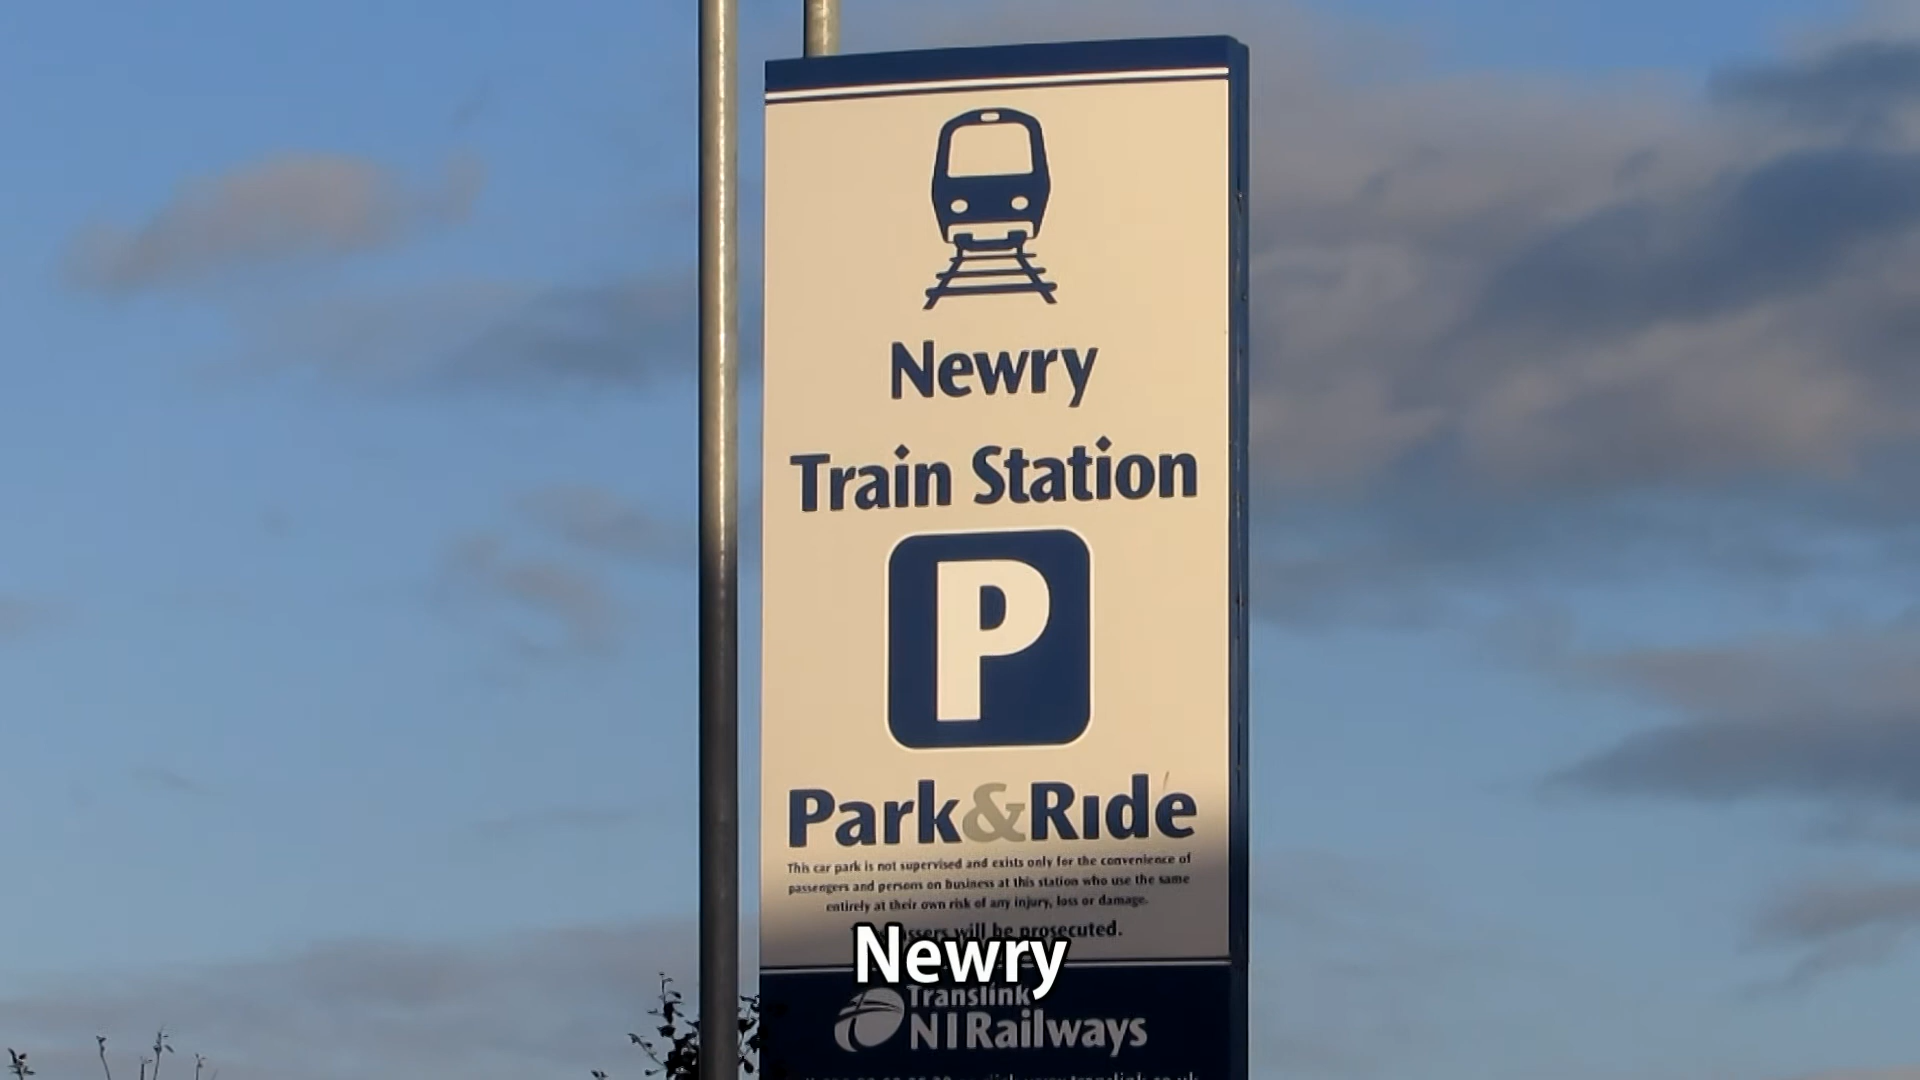 Newry
Train Station
P
Park&Ride
This car park is not supervised and exists only for the convenience of
passengers and persons on business at this station who use the same
entirely at their own risk of any injury, loss or damage.
will be prosecuted.
Newry
Translink
NI Railways